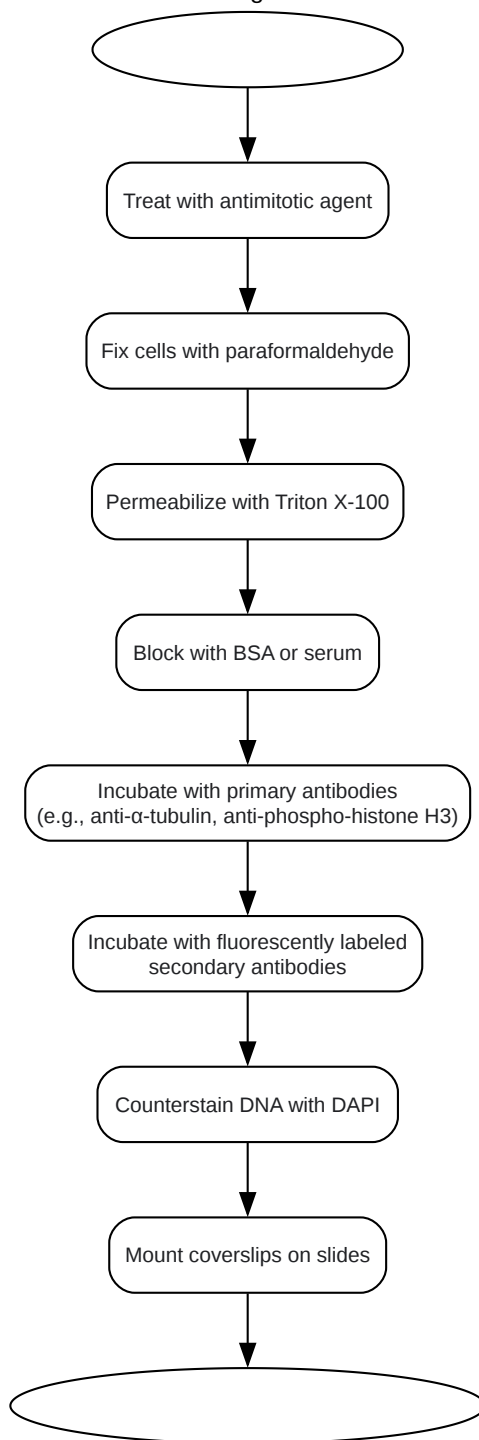 Treat with antimitotic agent
Fix cells with paraformaldehyde
Permeabilize with Triton X-100
Block with BSA or serum
Incubate with primary antibodies
(e.g., anti-α-tubulin, anti-phospho-histone H3)
Incubate with fluorescently labeled
secondary antibodies
Counterstain DNA with DAPI
Mount coverslips on slides